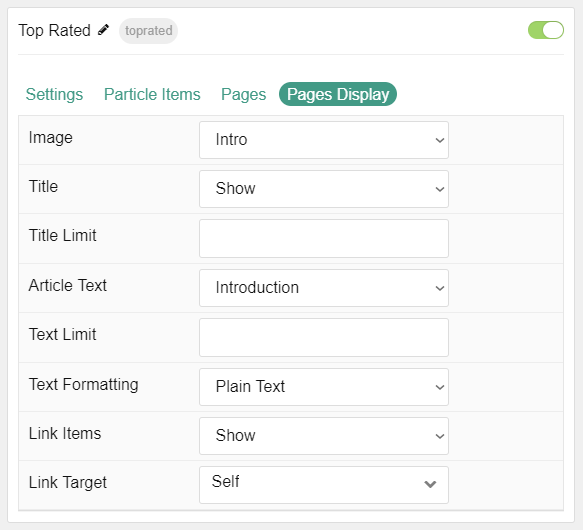 Top Rated toprated
Settings Particle Items Pages Pages Display
Image Intro
Title Show
Title Limit
Article Text Introduction
Text Limit
Text Formatting Plain Text
Link Items Show
Link Target Self